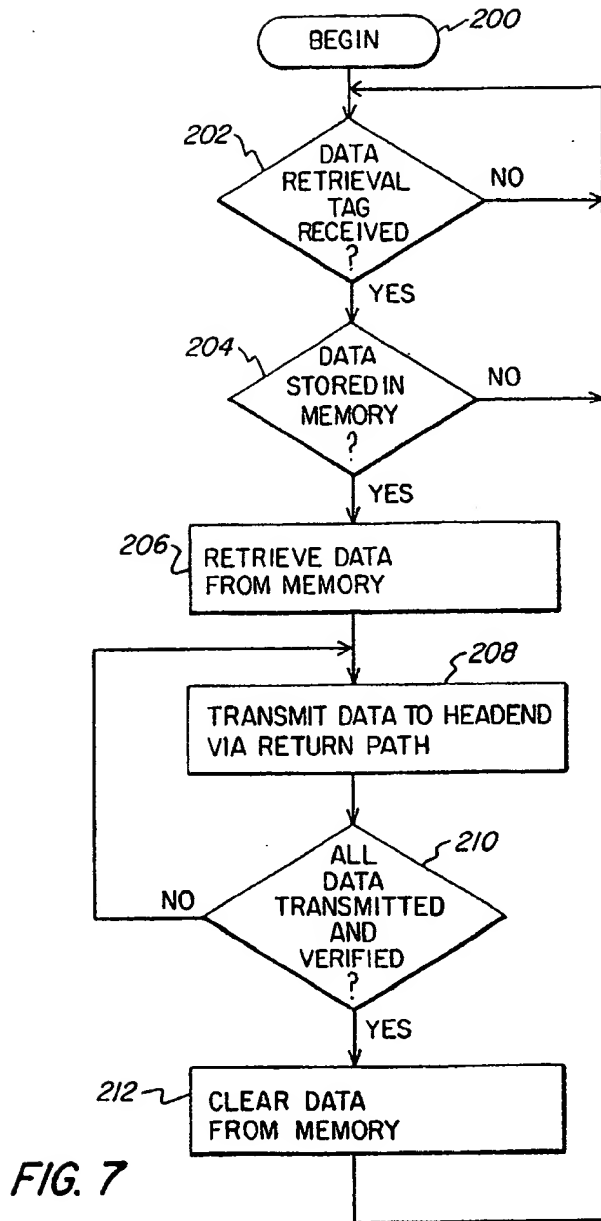 BEGIN
200
202
DATA
RETRIEVAL
TAG
RECEIVED
?
NO
YES
204
DATA
STORED IN
MEMORY
?
NO
YES
206
RETRIEVE DATA
FROM MEMORY
208
TRANSMIT DATA TO HEADEND
VIA RETURN PATH
210
ALL
DATA
TRANSMITTED
AND
VERIFIED
?
NO
YES
212
CLEAR DATA
FROM MEMORY
FIG. 7